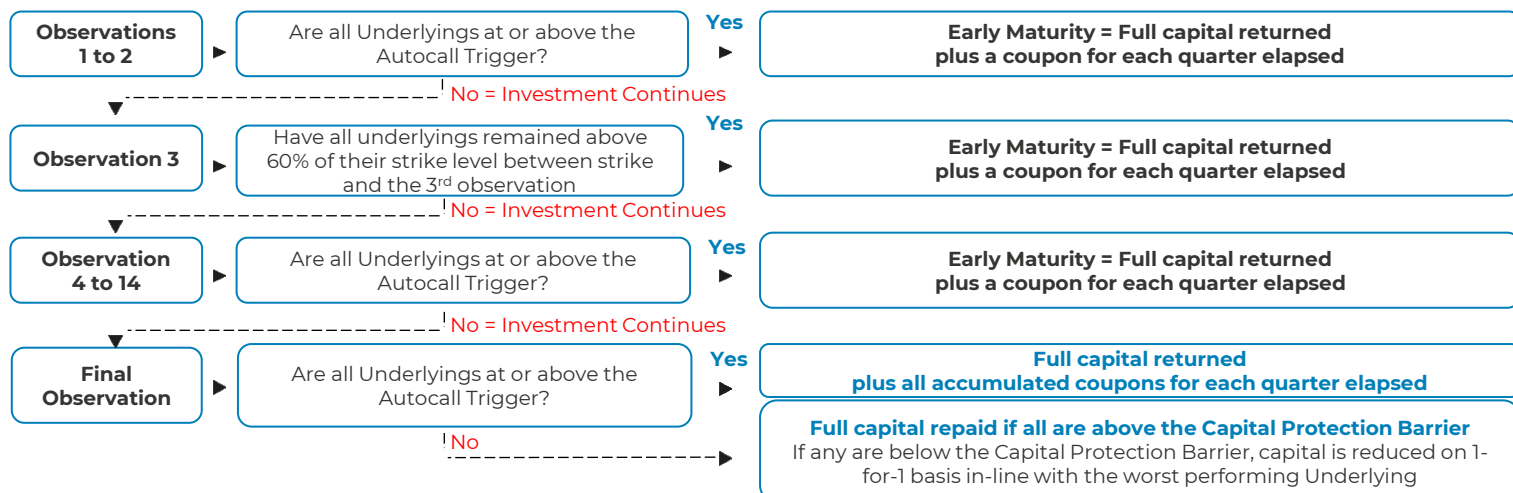 Observations
1 to 2
Are all Underlyings at or above the
Autocall Trigger?
Yes
Early Maturity = Full capital returned
plus a coupon for each quarter elapsed
No = Investment Continues
Observation 3
Have all underlyings remained above
60% of their strike level between strike
and the 3rd observation
Yes
Early Maturity = Full capital returned
plus a coupon for each quarter elapsed
No = Investment Continues
Observation
4 to 14
Are all Underlyings at or above the
Autocall Trigger?
Yes
Early Maturity = Full capital returned
plus a coupon for each quarter elapsed
No = Investment Continues
Final
Observation
Are all Underlyings at or above the
Autocall Trigger?
Yes
Full capital returned
plus all accumulated coupons for each quarter elapsed
No
Full capital repaid if all are above the Capital Protection Barrier
If any are below the Capital Protection Barrier, capital is reduced on 1-
for-1 basis in-line with the worst performing Underlying